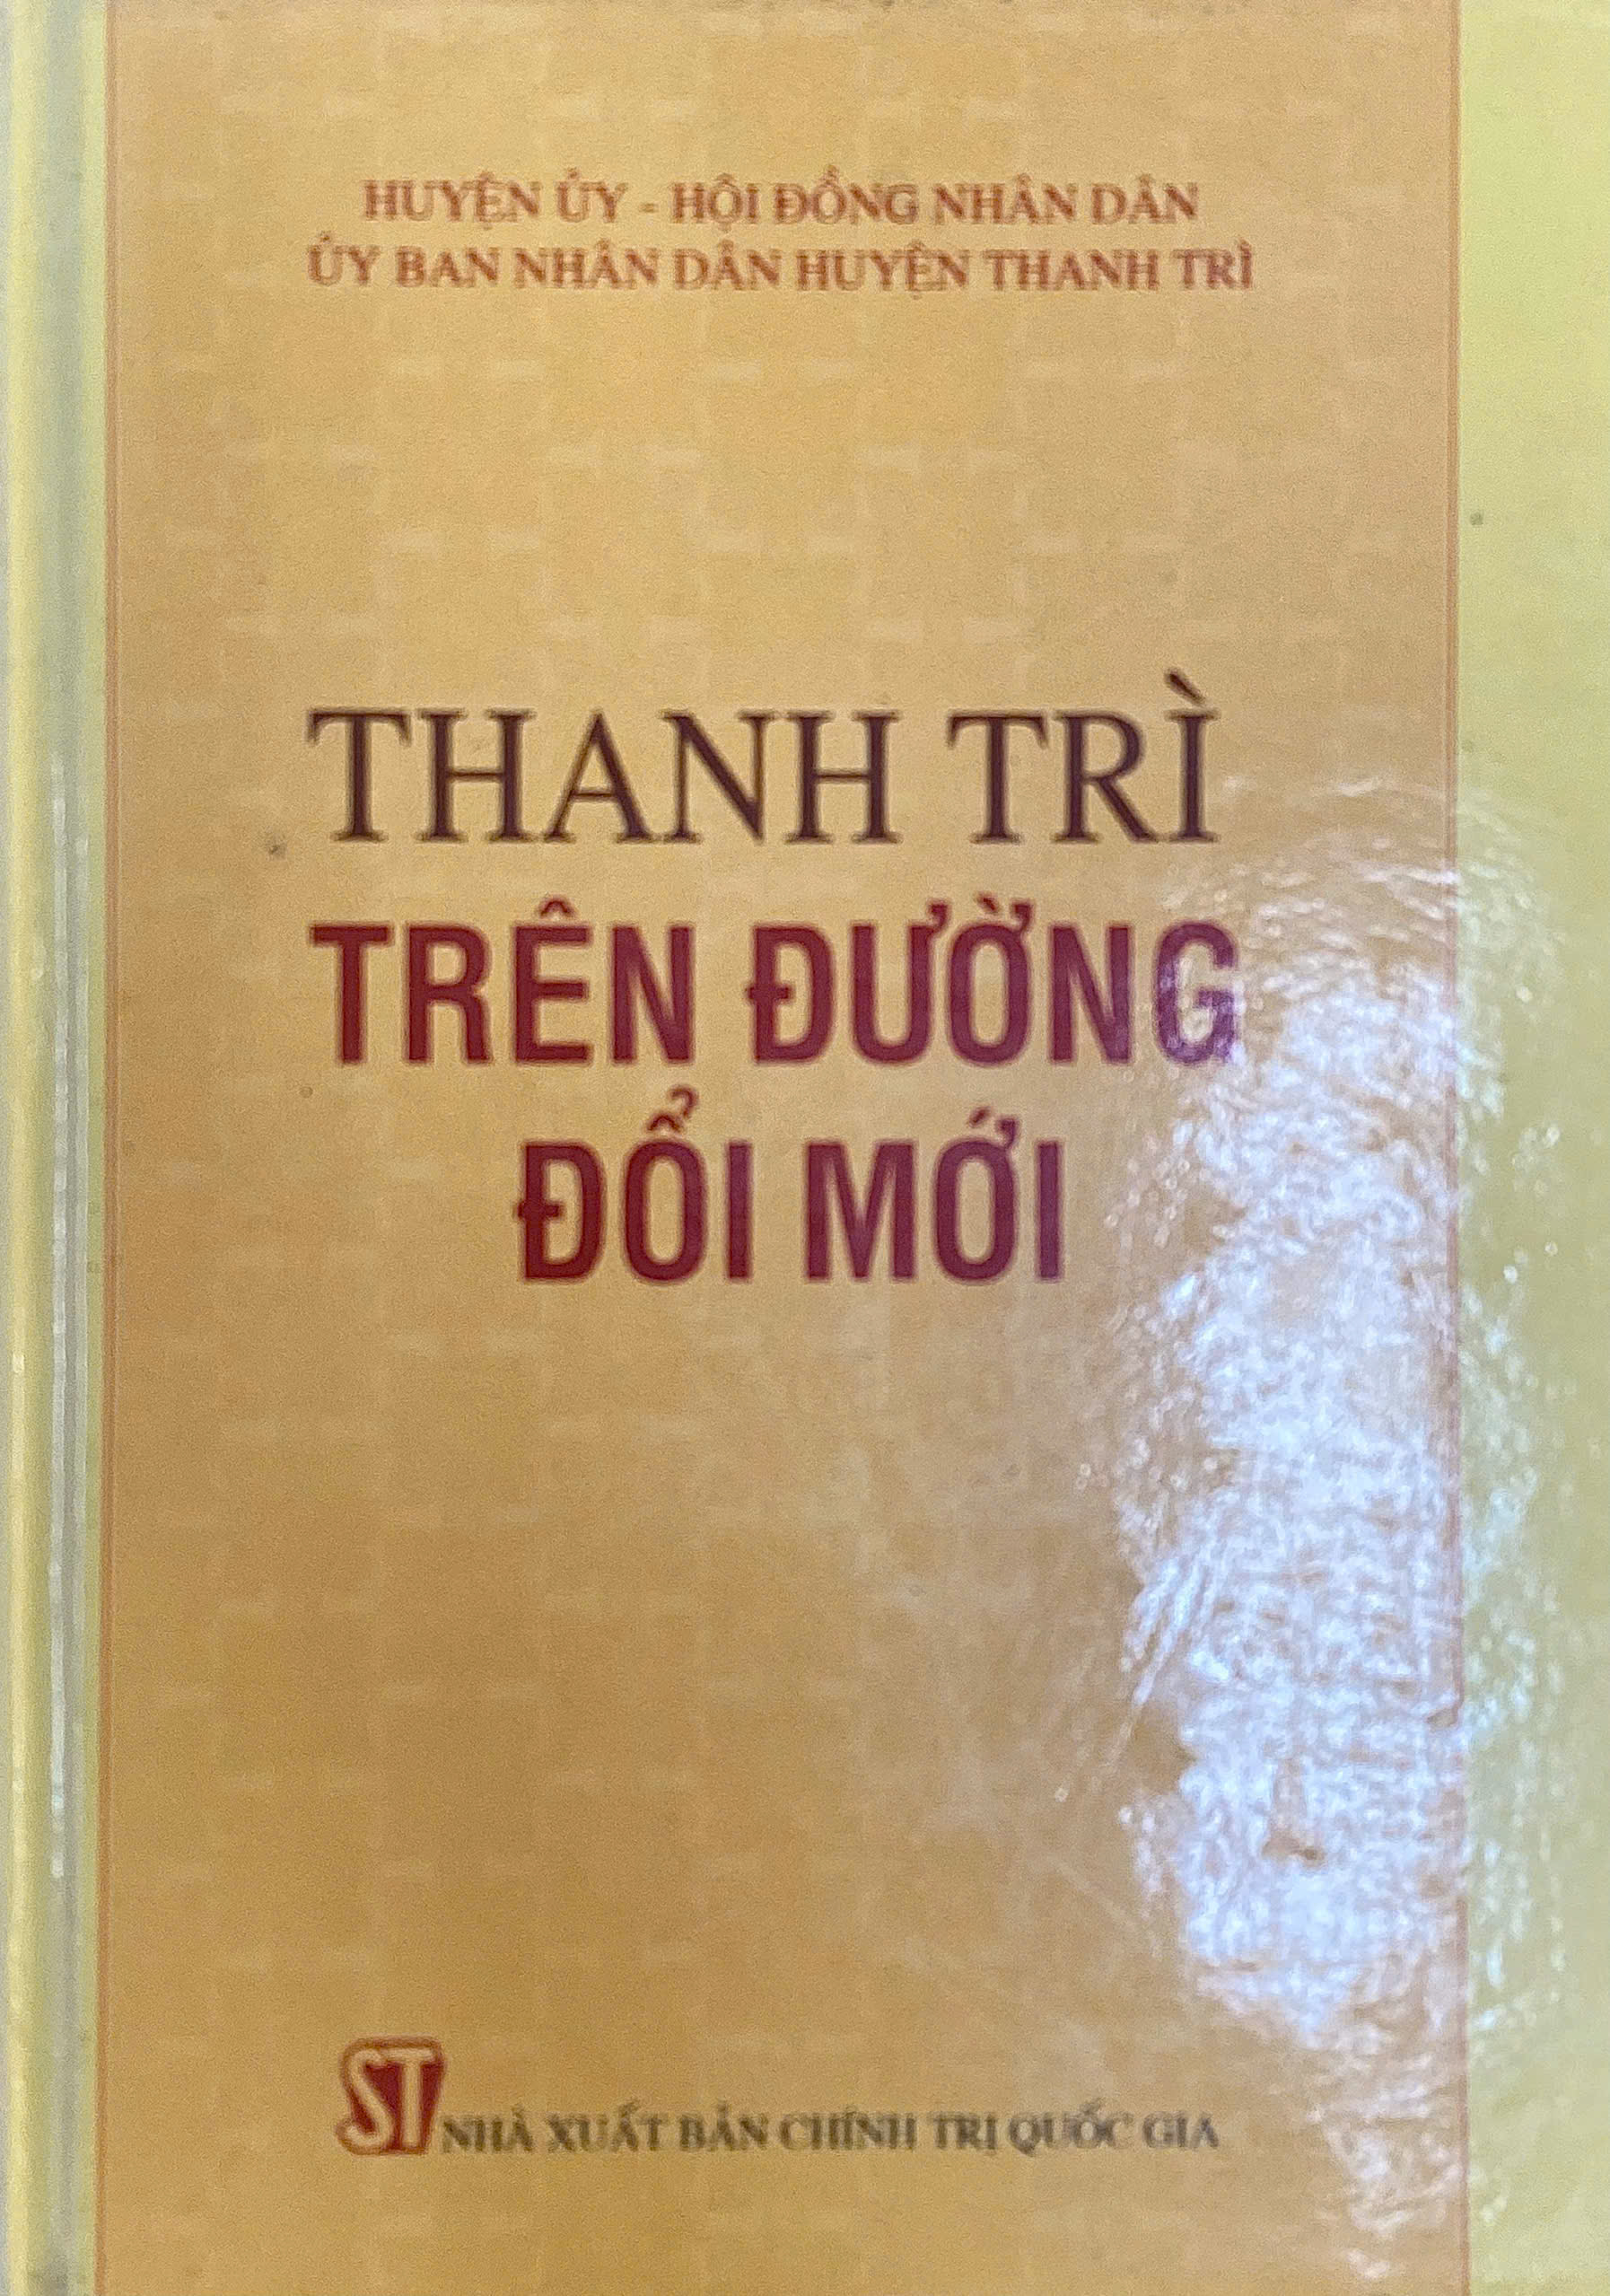 HUYỆN ỦY - HỘI ĐỒNG NHÂN DÂN
ỦY BAN NHÂN DÂN HUYỆN THANH TRÌ
THANH TRÌ
TRÊN ĐƯỜNG
ĐỔI MỚI
ST NHÀ XUẤT BẢN CHÍNH TRỊ QUỐC GIA